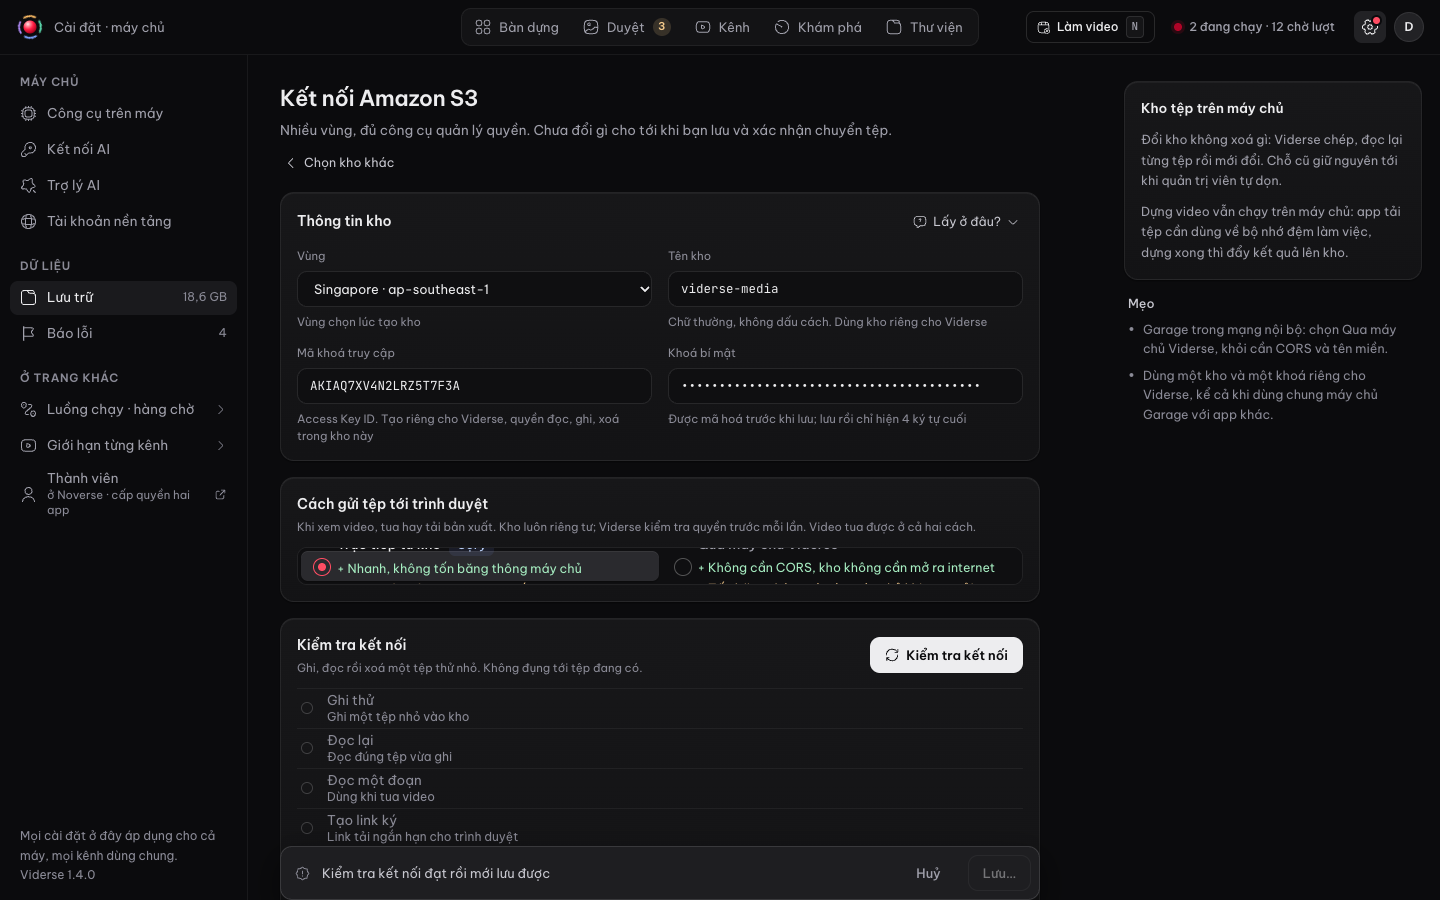 Cài đặt · máy chủ
Bàn dựng
Duyệt 3
Kênh
Khám phá
Thư viện
Làm video N
2 đang chạy · 12 chờ lượt
D
MÁY CHỦ
Công cụ trên máy
Kết nối AI
Trợ lý AI
Tài khoản nền tảng
DỮ LIỆU
Lưu trữ 18,6 GB
Báo lỗi 4
Ở TRANG KHÁC
Luồng chạy · hàng chờ
Giới hạn từng kênh
Thành viên
ở Noverse · cấp quyền hai
app
Mọi cài đặt ở đây áp dụng cho cả
máy, mọi kênh dùng chung.
Viderse 1.4.0
Kết nối Amazon S3
Nhiều vùng, đủ công cụ quản lý quyền. Chưa đổi gì cho tới khi bạn lưu và xác nhận chuyển tệp.
Chọn kho khác
Thông tin kho
Lấy ở đâu?
Vùng
Singapore · ap-southeast-1
Vùng chọn lúc tạo kho
Tên kho
viderse-media
Chữ thường, không dấu cách. Dùng kho riêng cho Viderse
Mã khoá truy cập
AKIAQ7XV4N2LRZ5T7F3A
Access Key ID. Tạo riêng cho Viderse, quyền đọc, ghi, xoá
trong kho này
Khoá bí mật
Được mã hoá trước khi lưu; lưu rồi chỉ hiện 4 ký tự cuối
Cách gửi tệp tới trình duyệt
Khi xem video, tua hay tải bản xuất. Kho luôn riêng tư; Viderse kiểm tra quyền trước mỗi lần. Video tua được ở cả hai cách.
+ Nhanh, không tốn băng thông máy chủ
+ Không cần CORS, kho không cần mở ra internet
Kiểm tra kết nối
Ghi, đọc rồi xoá một tệp thử nhỏ. Không đụng tới tệp đang có.
Kiểm tra kết nối
Ghi thử
Ghi một tệp nhỏ vào kho
Đọc lại
Đọc đúng tệp vừa ghi
Đọc một đoạn
Dùng khi tua video
Tạo link ký
Link tải ngắn hạn cho trình duyệt
Kiểm tra kết nối đạt rồi mới lưu được
Huỷ
Lưu…
Kho tệp trên máy chủ
Đổi kho không xoá gì: Viderse chép, đọc lại
từng tệp rồi mới đổi. Chỗ cũ giữ nguyên tới
khi quản trị viên tự dọn.
Dựng video vẫn chạy trên máy chủ: app tải
tệp cần dùng về bộ nhớ đệm làm việc,
dựng xong thì đẩy kết quả lên kho.
Mẹo
• Garage trong mạng nội bộ: chọn Qua máy
chủ Viderse, khỏi cần CORS và tên miền.
• Dùng một kho và một khoá riêng cho
Viderse, kể cả khi dùng chung máy chủ
Garage với app khác.